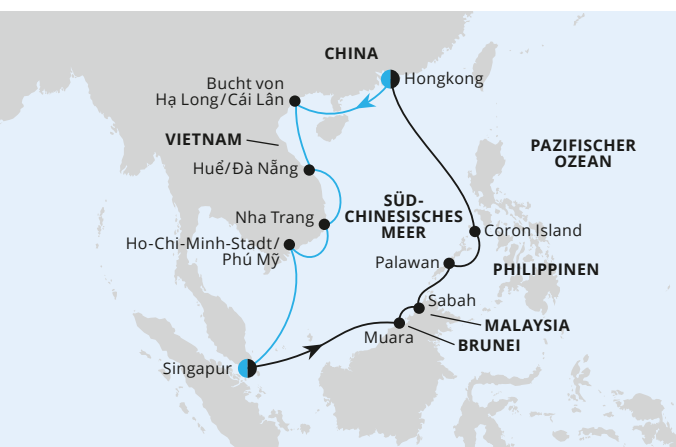 CHINA
Hongkong
Bucht von
Hạ Long/Cái Lân
VIETNAM
PAZIFISCHER
OZEAN
Huế/Đà Nẵng
SÜD-
CHINESISCHES
MEER
Nha Trang
Coron Island
Ho-Chi-Minh-Stadt/
Phú Mỹ
Palawan
PHILIPPINEN
Sabah
MALAYSIA
Muara
BRUNEI
Singapur